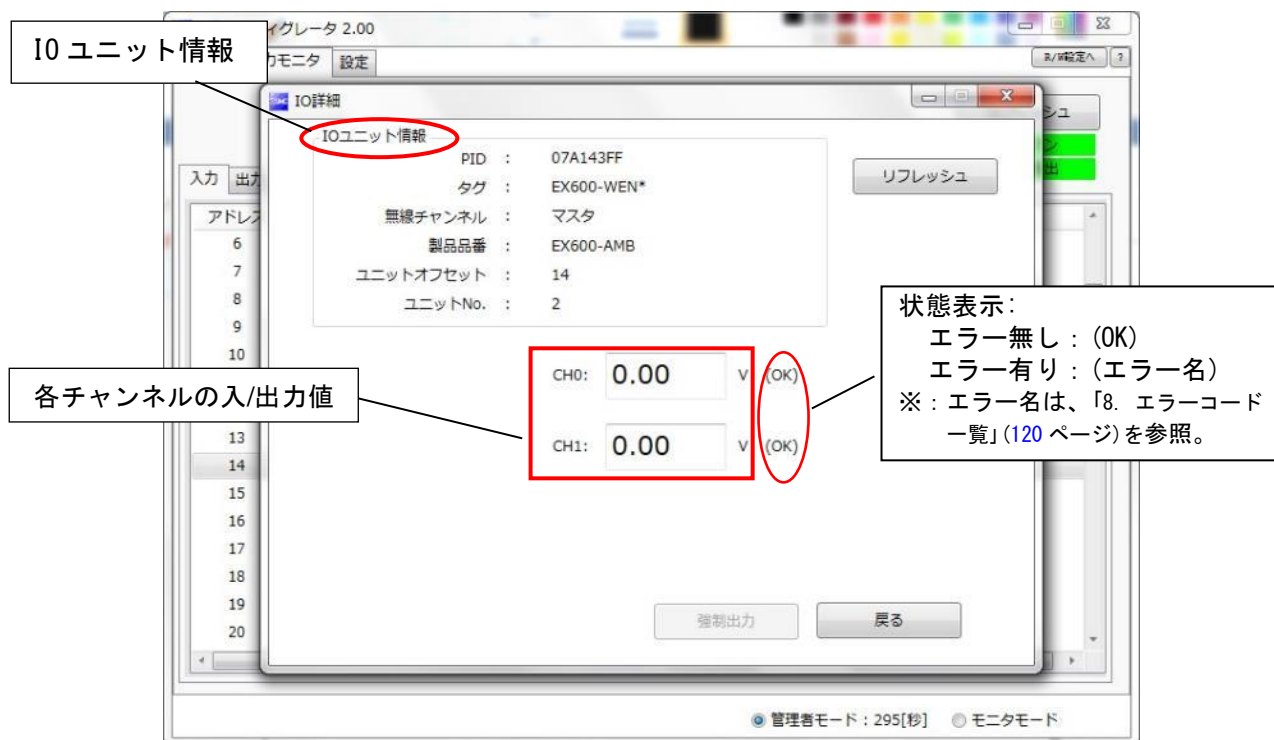 IOユニット情報
イグレータ 2.00
力モニタ 設定
R/W設定へ ?
IO詳細
IOユニット情報
PID : 07A143FF
タグ : EX600-WEN*
無線チャンネル : マスタ
製品品番 : EX600-AMB
ユニットオフセット : 14
ユニットNo. : 2
リフレッシュ
シュ
ン
出
入力 出力
アドレス
6
7
8
9
10
13
14
15
16
17
18
19
20
CH0: 0.00 V (OK)
CH1: 0.00 V (OK)
各チャンネルの入/出力値
状態表示:
エラー無し:(OK)
エラー有り:(エラー名)
※:エラー名は、「8. エラーコード
一覧」(120 ページ)を参照。
強制出力 戻る
管理者モード:295[秒] モニタモード